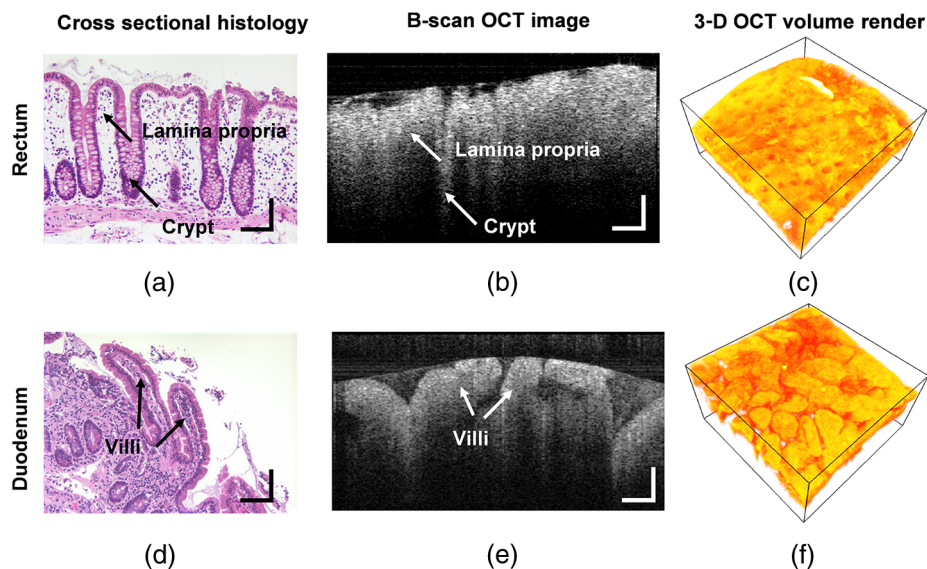 Cross sectional histology
B-scan OCT image
3-D OCT volume render
Rectum
Lamina propria
Crypt
Lamina propria
Crypt
(a)
(b)
(c)
Duodenum
Villi
Villi
(d)
(e)
(f)